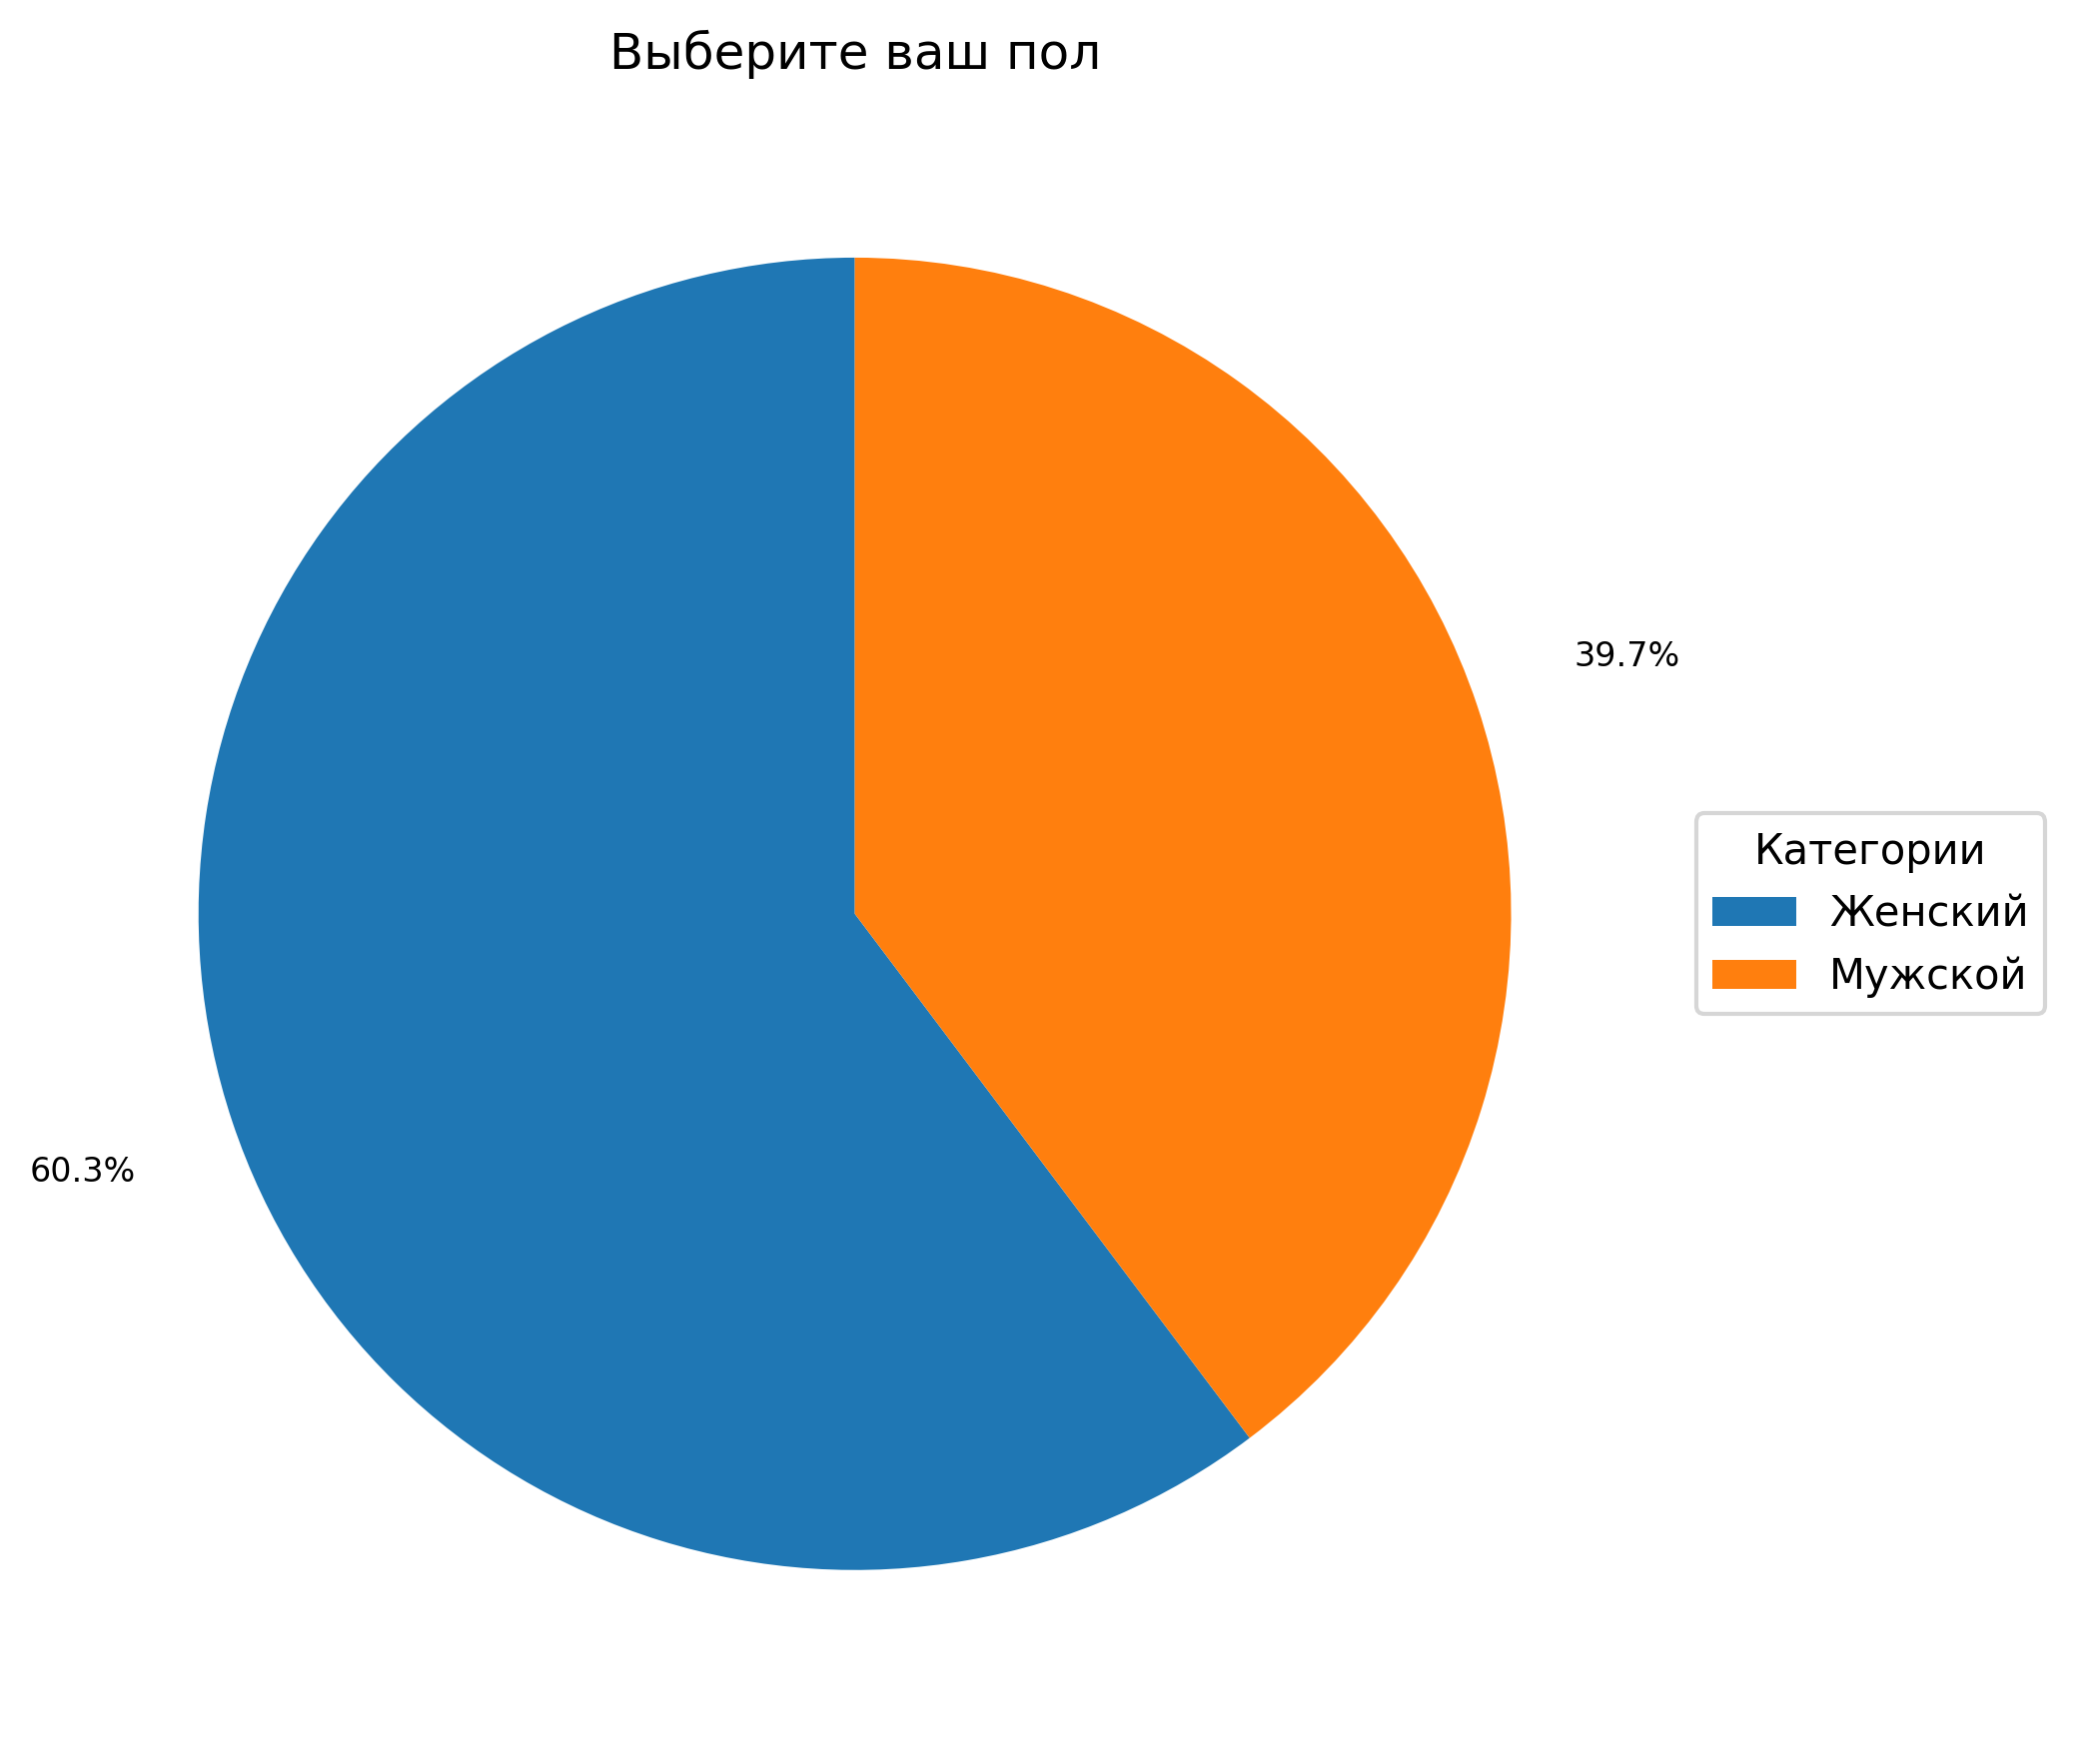 Выберите ваш пол
39.7%
Категории
Женский
Мужской
60.3%